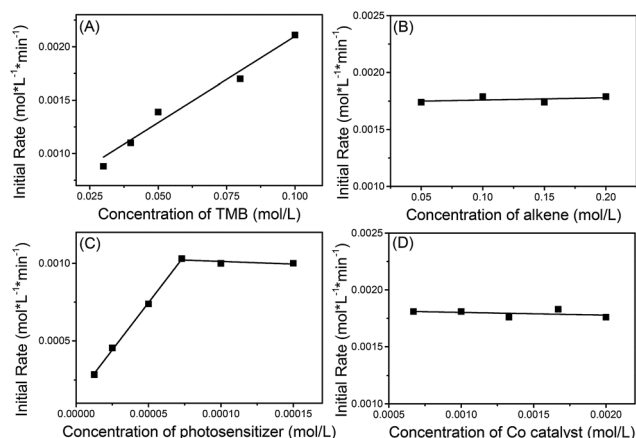 (A)
Initial Rate (mol*L⁻¹*min⁻¹)
0.0020
0.0015
0.0010
0.025 0.050 0.075 0.100
Concentration of TMB (mol/L)
(B)
Initial Rate (mol*L⁻¹*min⁻¹)
0.0025
0.0020
0.0015
0.0010
0.05 0.10 0.15 0.20
Concentration of alkene (mol/L)
(C)
Initial Rate (mol*L⁻¹*min⁻¹)
0.0010
0.0005
0.00000 0.00005 0.00010 0.00015
Concentration of photosensitizer (mol/L)
(D)
Initial Rate (mol*L⁻¹*min⁻¹)
0.0025
0.0020
0.0015
0.0010
0.0005 0.0010 0.0015 0.0020
Concentration of Co catalyst (mol/L)